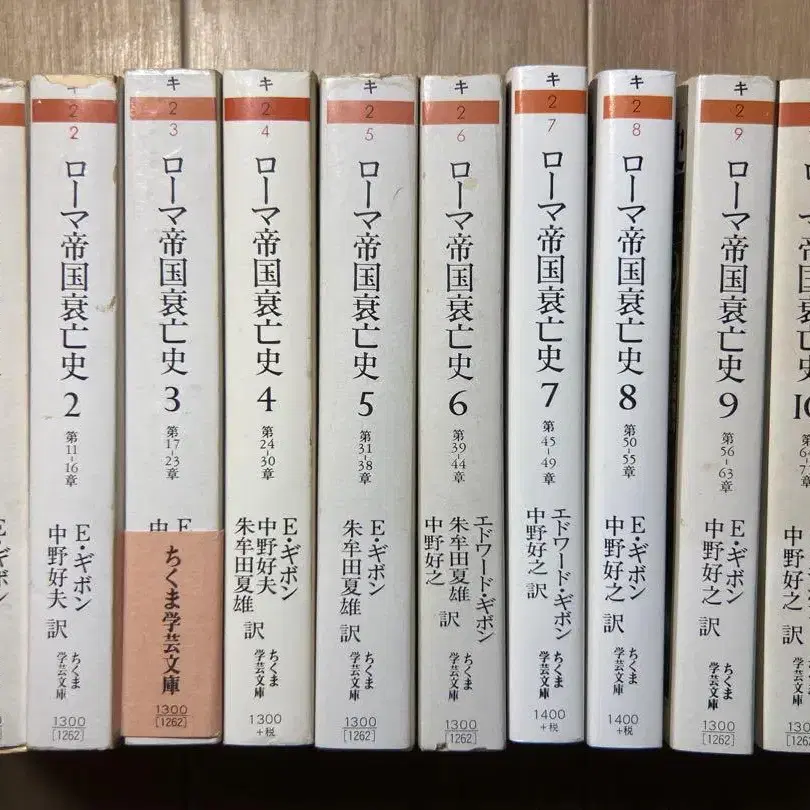 E・ギボン
キ
2
2
ローマ帝国衰亡史 2
第11-16章
E・ギボン
中野好夫 訳
ちくま
学芸文庫
1300
[1262]
キ
2
3
ローマ帝国衰亡史 3
第17-23章
E
中
ちくま学芸文庫
1300
[1262]
キ
2
4
ローマ帝国衰亡史 4
第24-30章
E・ギボン
中野好夫
朱牟田夏雄 訳
ちくま
学芸文庫
1300
+税
キ
2
5
ローマ帝国衰亡史 5
第31-38章
E・ギボン
朱牟田夏雄 訳
ちくま
学芸文庫
1300
[1262]
キ
2
6
ローマ帝国衰亡史 6
第39-44章
エドワード・ギボン
朱牟田夏雄
中野好之 訳
ちくま
学芸文庫
1300
[1262]
キ
2
7
ローマ帝国衰亡史 7
第45-49章
エドワード・ギボン
中野好之 訳
ちくま
学芸文庫
1400
+税
キ
2
8
ローマ帝国衰亡史 8
第50-55章
E・ギボン
中野好之 訳
ちくま
学芸文庫
1400
+税
キ
2
9
ローマ帝国衰亡史 9
第56-63章
E・ギボン
中野好之 訳
ちくま
学芸文庫
1300
[1262]
ローマ帝国衰亡史 10